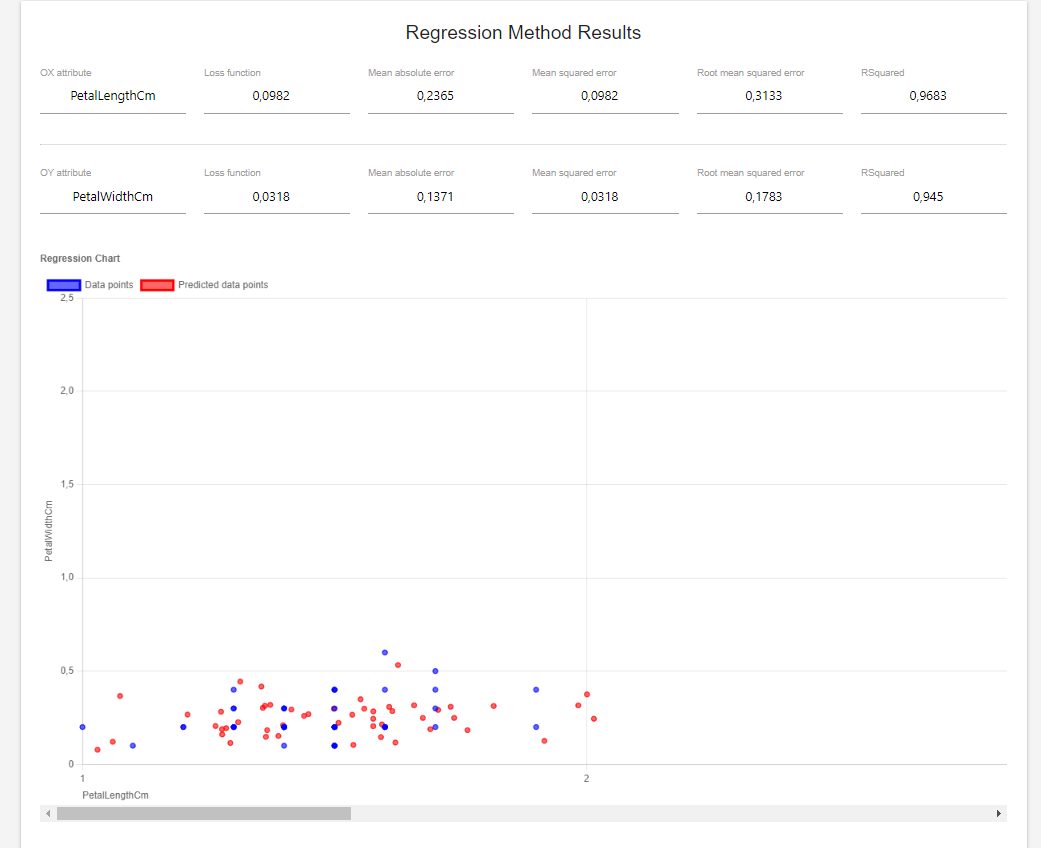 Regression Method Results
OX attribute Loss function Mean absolute error Mean squared error Root mean squared error RSquared
PetalLengthCm 0,0982 0,2365 0,0982 0,3133 0,9683
OY attribute Loss function Mean absolute error Mean squared error Root mean squared error RSquared
PetalWidthCm 0,0318 0,1371 0,0318 0,1783 0,945
Regression Chart
Data points Predicted data points
2,5
2,0
1,5
PetalWidthCm
1,0
0,5
0
1 2
PetalLengthCm